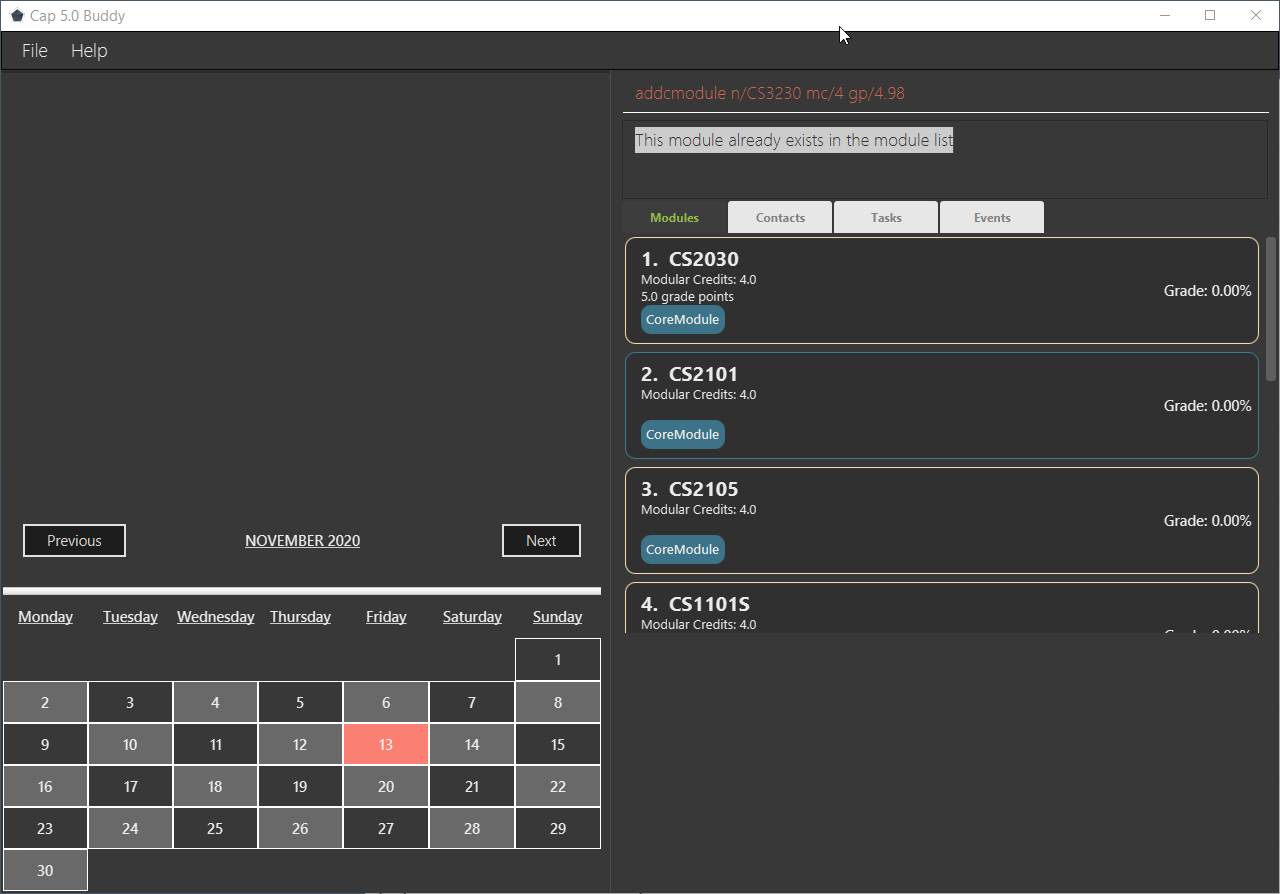 Cap 5.0 Buddy
File Help
addcmodule n/CS3230 mc/4 gp/4.98
This module already exists in the module list
Modules Contacts Tasks Events
1. CS2030
Modular Credits: 4.0
5.0 grade points
Grade: 0.00%
CoreModule
2. CS2101
Modular Credits: 4.0
Grade: 0.00%
CoreModule
3. CS2105
Modular Credits: 4.0
Grade: 0.00%
CoreModule
4. CS1101S
Modular Credits: 4.0
Previous NOVEMBER 2020 Next
Monday Tuesday Wednesday Thursday Friday Saturday Sunday
1
2 3 4 5 6 7 8
9 10 11 12 13 14 15
16 17 18 19 20 21 22
23 24 25 26 27 28 29
30